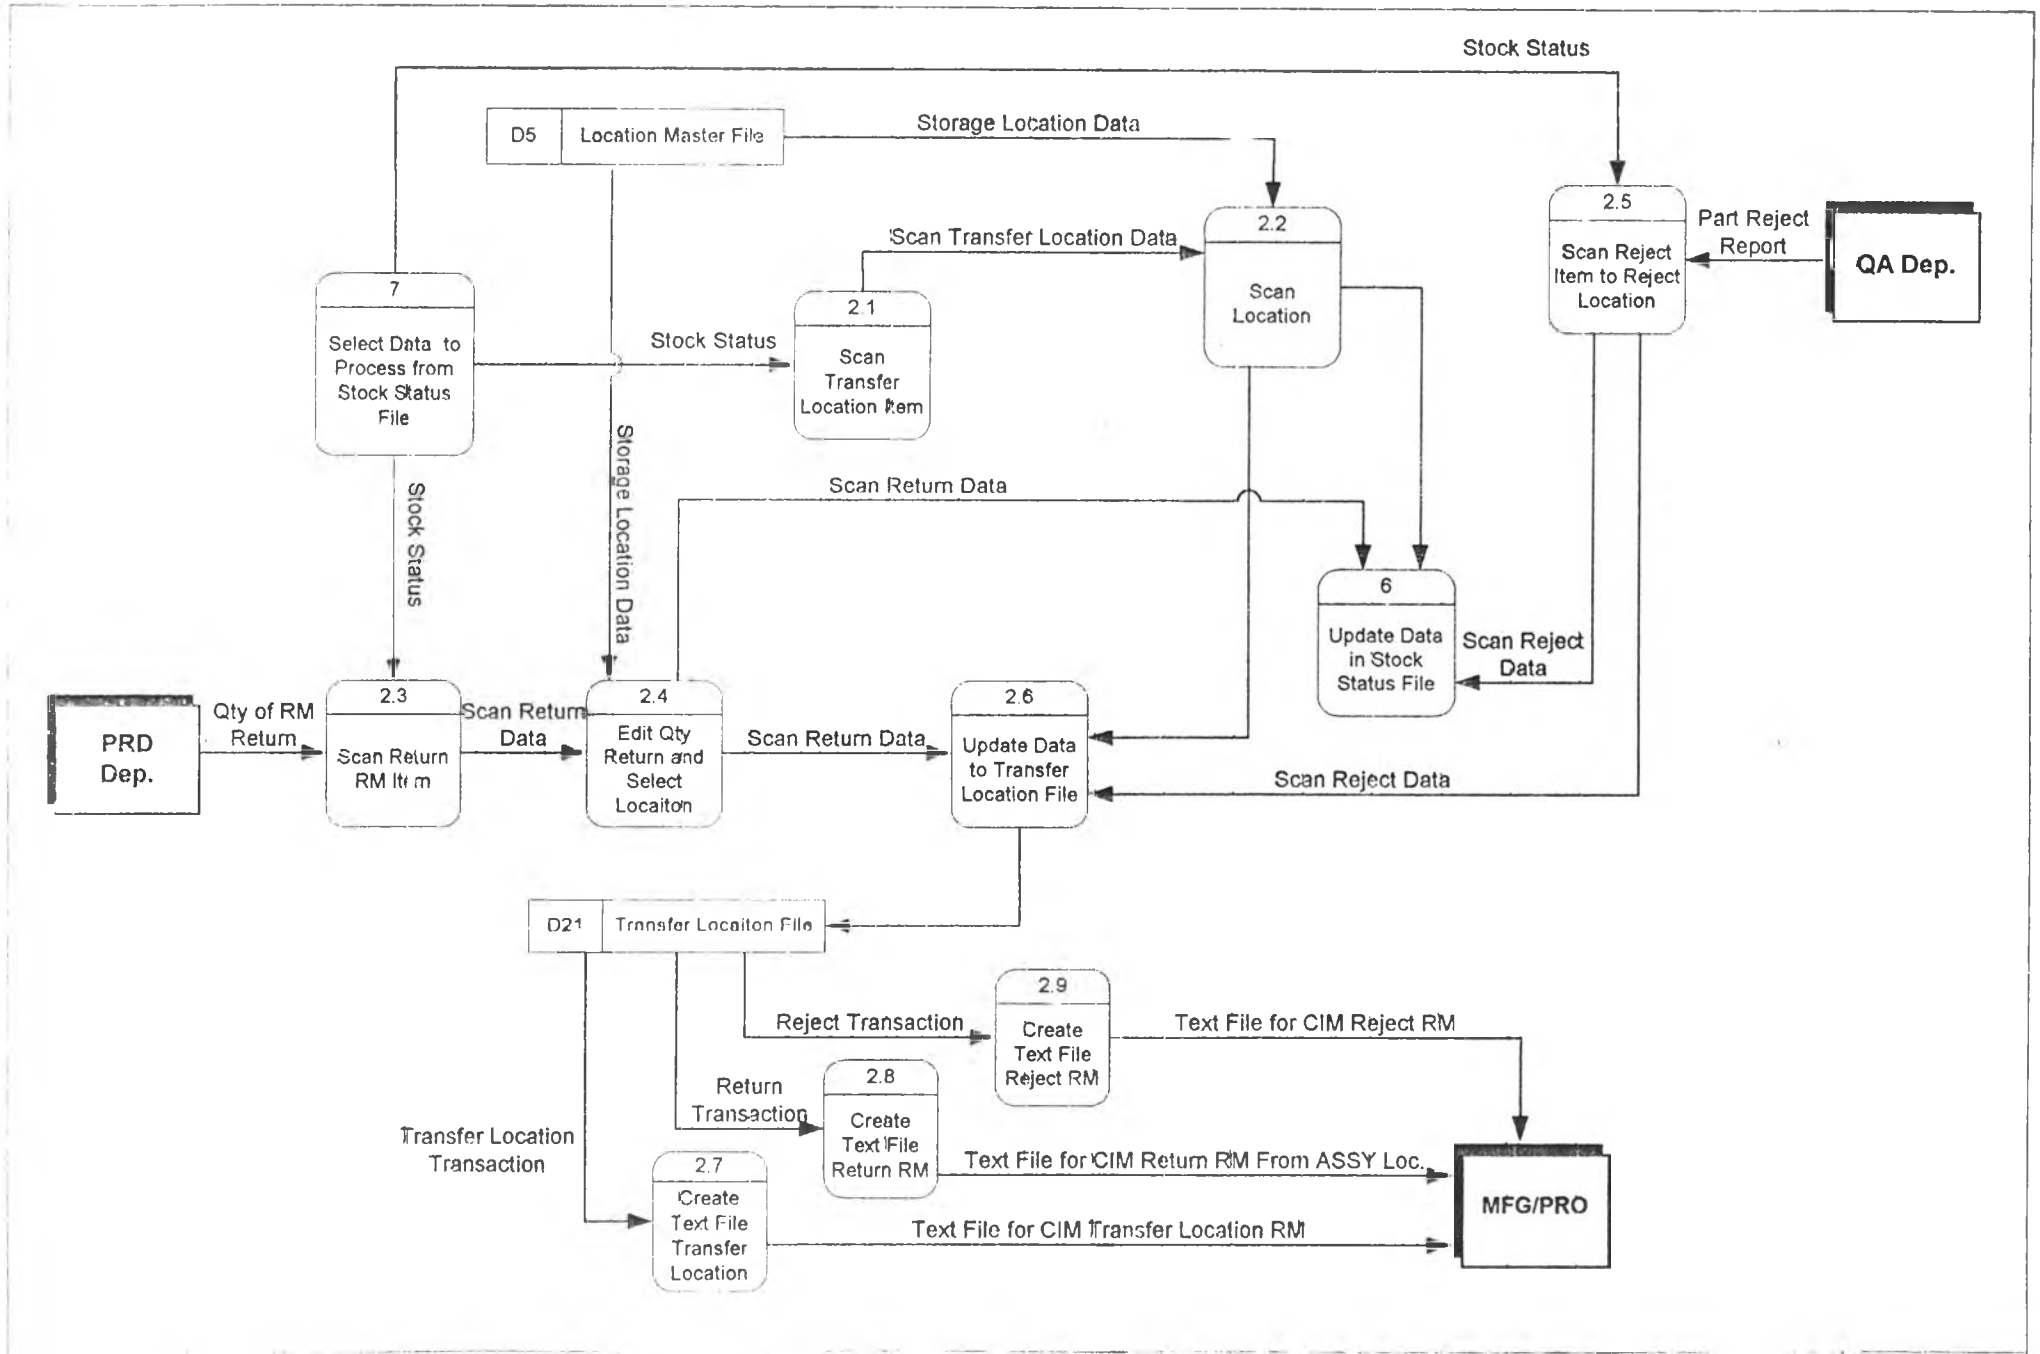 Stock Status
D5
Location Master File
Storage Location Data
2.5
Scan Reject
Item to Reject
Location
Part Reject
Report
QA Dep.
2.2
Scan
Location
Scan Transfer Location Data
7
Select Data to
Process from
Stock Status
File
Stock Status
2.1
Scan
Transfer
Location Item
Stock Status
Storage Location Data
Scan Return Data
6
Update Data
in Stock
Status File
Scan Reject
Data
PRD
Dep.
Qty of RM
Return
2.3
Scan Return
RM Item
Scan Return
Data
2.4
Edit Qty
Return and
Select
Locaiton
Scan Return Data
2.6
Update Data
to Transfer
Location File
Scan Reject Data
D21
Transfer Locaiton File
2.9
Create
Text File
Reject RM
Reject Transaction
Text File for CIM Reject RM
Return
Transaction
2.8
Create
Text File
Return RM
Transfer Location
Transaction
Text File for CIM Return RM From ASSY Loc.
2.7
Create
Text File
Transfer
Location
Text File for CIM Transfer Location RM
MFG/PRO